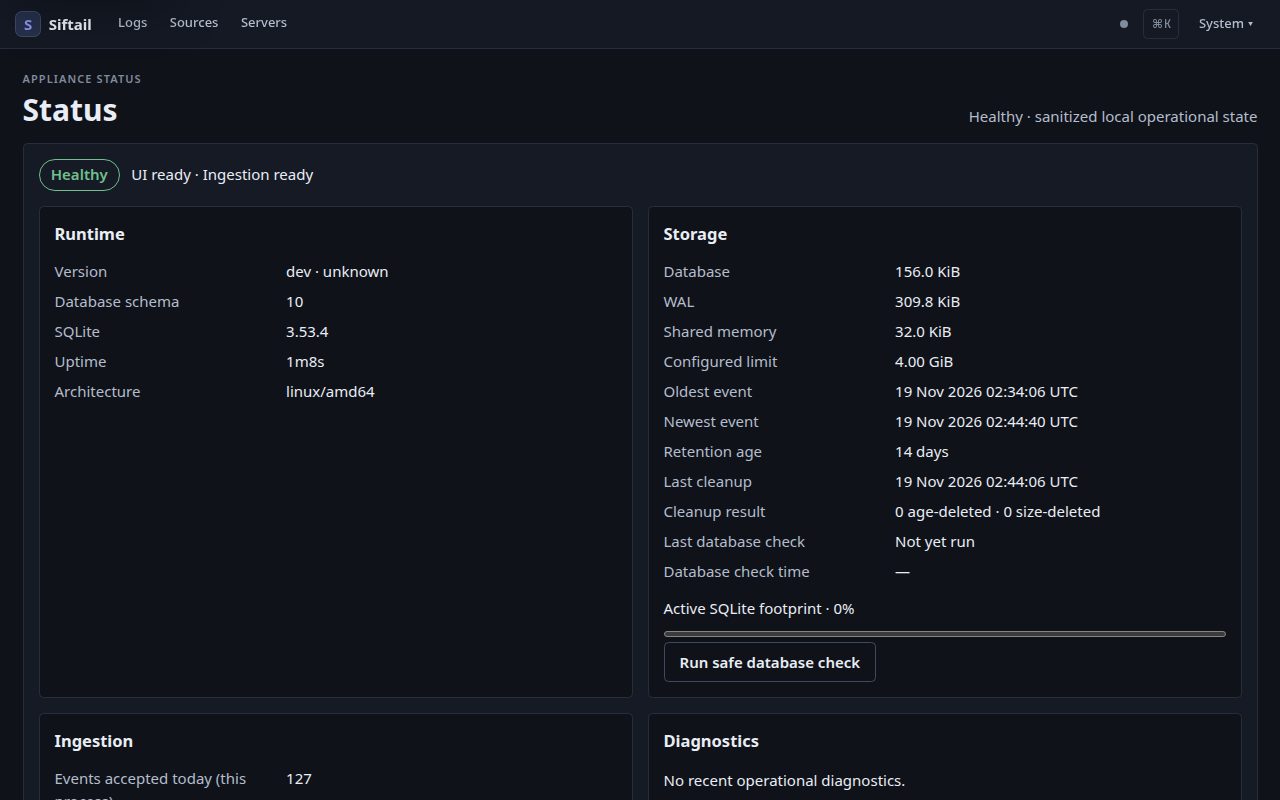 S Siftail Logs Sources Servers ⌘K System ▾
APPLIANCE STATUS
Status
Healthy · sanitized local operational state
Healthy UI ready · Ingestion ready
Runtime
Version dev · unknown
Database schema 10
SQLite 3.53.4
Uptime 1m8s
Architecture linux/amd64
Storage
Database 156.0 KiB
WAL 309.8 KiB
Shared memory 32.0 KiB
Configured limit 4.00 GiB
Oldest event 19 Nov 2026 02:34:06 UTC
Newest event 19 Nov 2026 02:44:40 UTC
Retention age 14 days
Last cleanup 19 Nov 2026 02:44:06 UTC
Cleanup result 0 age-deleted · 0 size-deleted
Last database check Not yet run
Database check time —
Active SQLite footprint · 0%
Run safe database check
Ingestion
Events accepted today (this 127
process)
Diagnostics
No recent operational diagnostics.